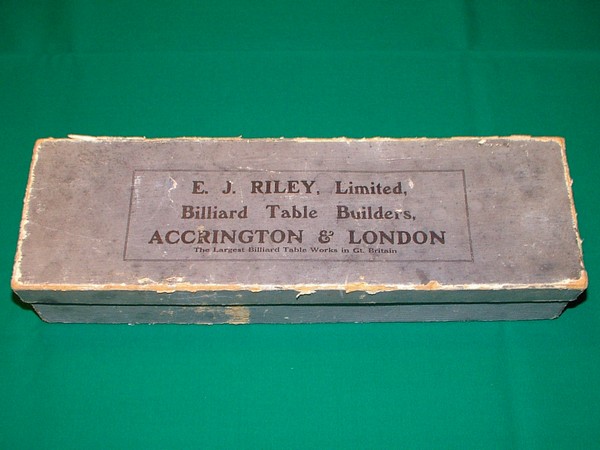 E. J. RILEY, Limited,
Billiard Table Builders,
ACCRINGTON & LONDON
The Largest Billiard Table Works in Gt. Britain